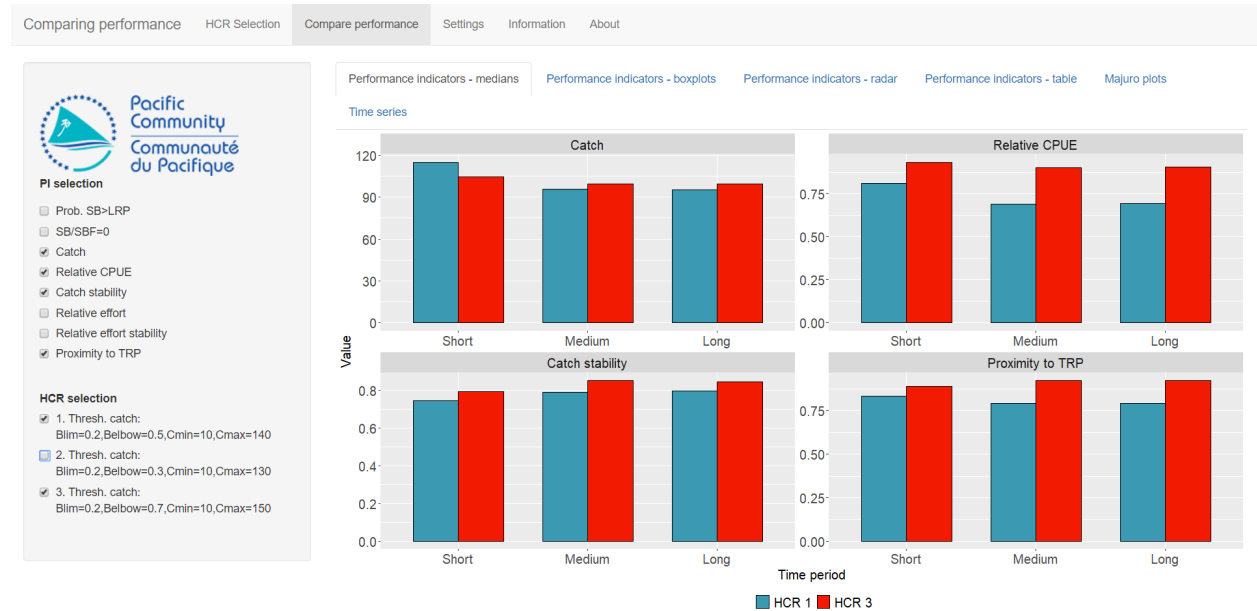 Comparing performance HCR Selection Compare performance Settings Information About
Pacific
Community
Communauté
du Pacifique
PI selection
Prob. SB>LRP
SB/SBF=0
Catch
Relative CPUE
Catch stability
Relative effort
Relative effort stability
Proximity to TRP
HCR selection
1. Thresh. catch:
Blim=0.2,Belbow=0.5,Cmin=10,Cmax=140
2. Thresh. catch:
Blim=0.2,Belbow=0.3,Cmin=10,Cmax=130
3. Thresh. catch:
Blim=0.2,Belbow=0.7,Cmin=10,Cmax=150
Performance indicators - medians Performance indicators - boxplots Performance indicators - radar Performance indicators - table Majuro plots
Time series
Catch
120
90
60
30
0
Short Medium Long
Relative CPUE
0.75
0.50
0.25
0.00
Short Medium Long
Value
Catch stability
0.8
0.6
0.4
0.2
0.0
Short Medium Long
Proximity to TRP
0.75
0.50
0.25
0.00
Short Medium Long
Time period
HCR 1 HCR 3